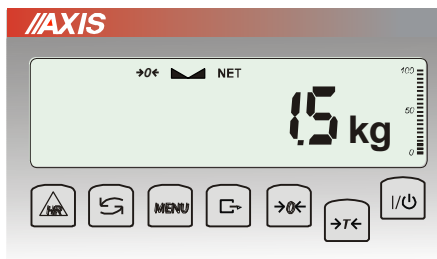 //AXIS
→0← NET
100
1.5 kg
50
0
HR MENU →0← →T← I/⏻